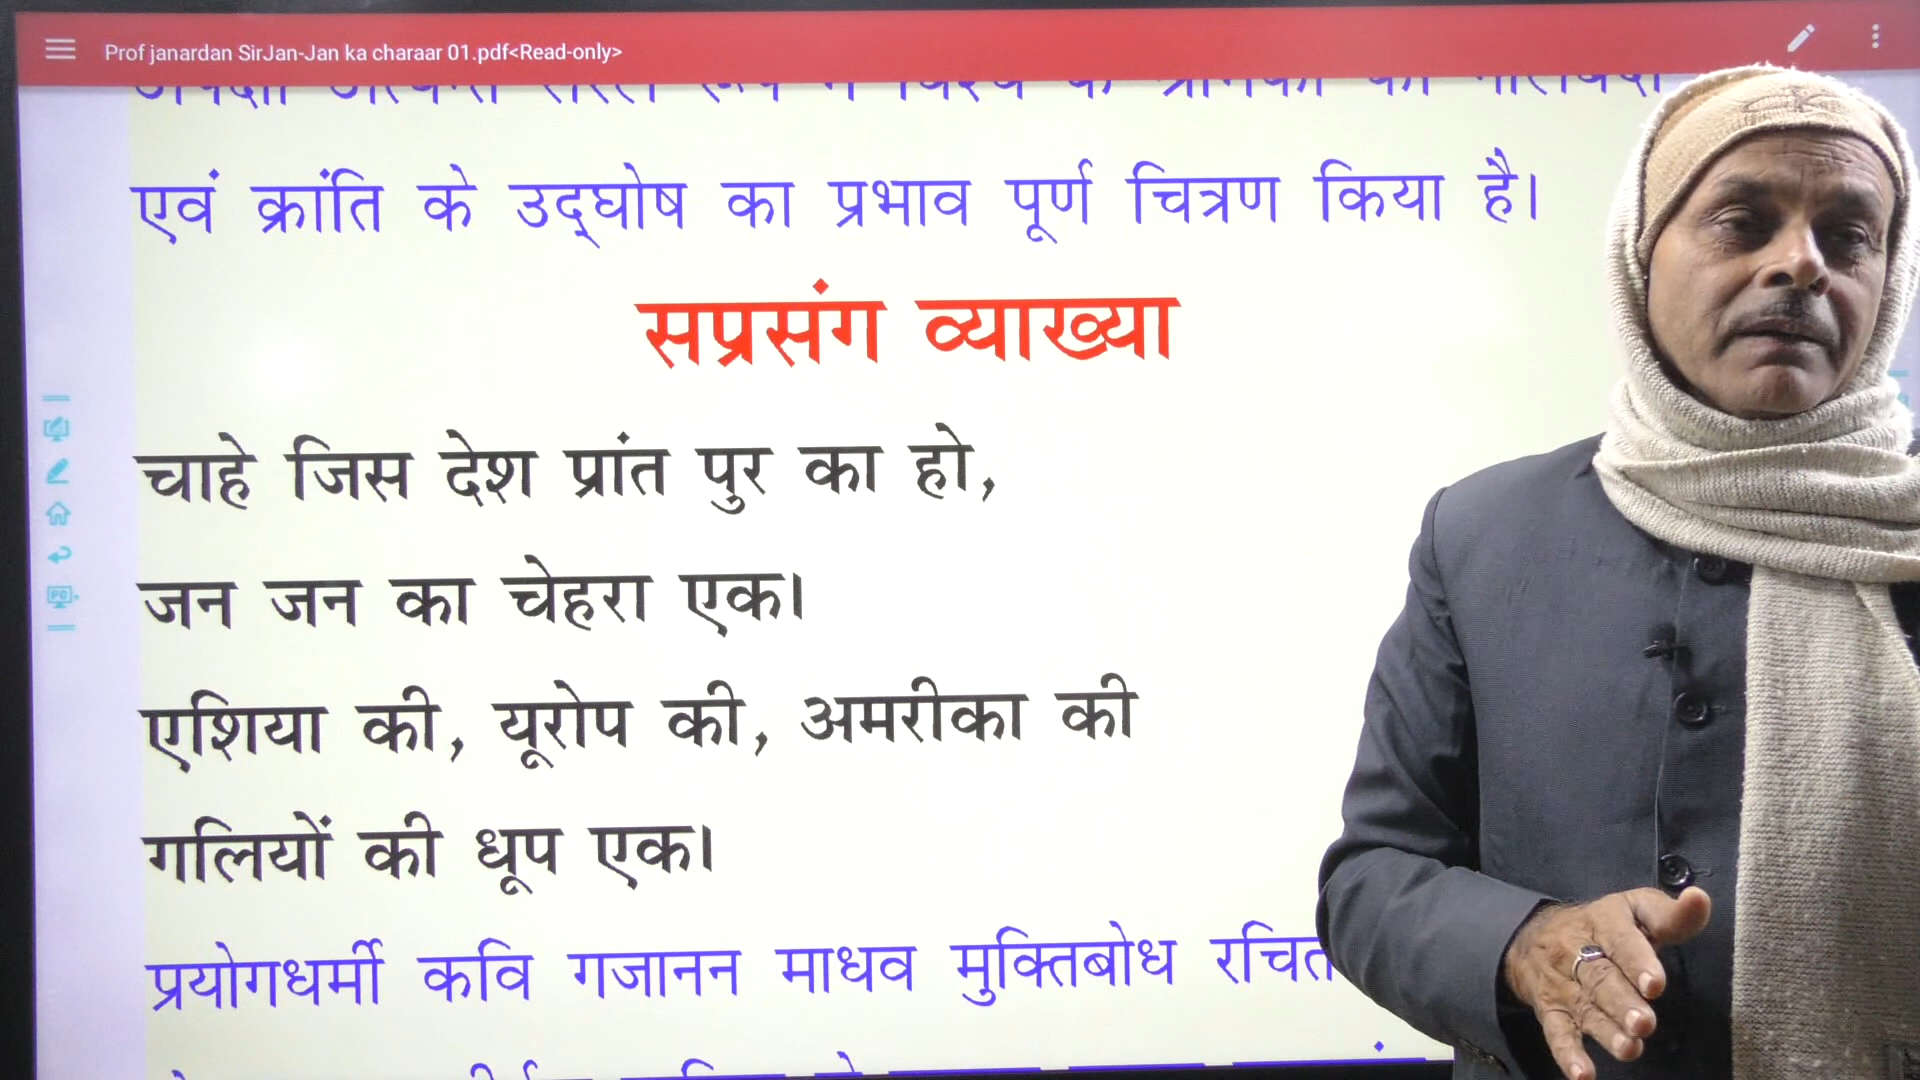 Prof janardan SirJan-Jan ka charaar 01.pdf<Read-only>
एवं क्रांति के उद्घोष का प्रभाव पूर्ण चित्रण किया है।
सप्रसंग व्याख्या
चाहे जिस देश प्रांत पुर का हो,
जन जन का चेहरा एक।
एशिया की, यूरोप की, अमरीका की
गलियों की धूप एक।
प्रयोगधर्मी कवि गजानन माधव मुक्तिबोध रचित